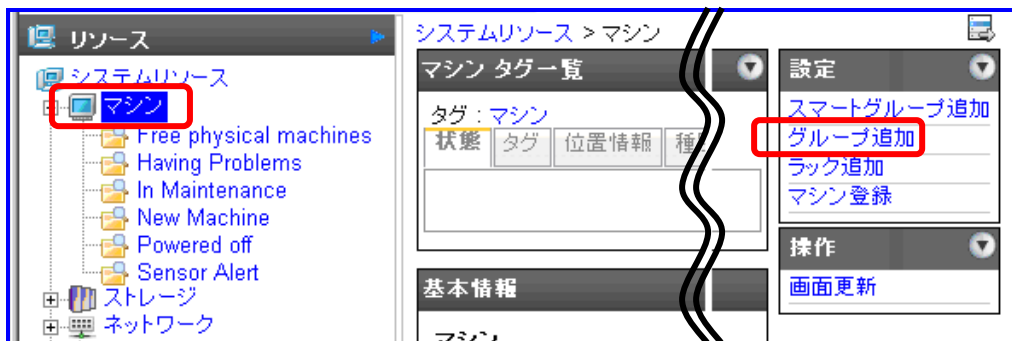 リソース
システムリソース
マシン
Free physical machines
Having Problems
In Maintenance
New Machine
Powered off
Sensor Alert
ストレージ
ネットワーク
システムリソース > マシン
マシン タグ一覧
タグ : マシン
状態 タグ 位置情報 種
基本情報
マシン
設定
スマートグループ追加
グループ追加
ラック追加
マシン登録
操作
画面更新